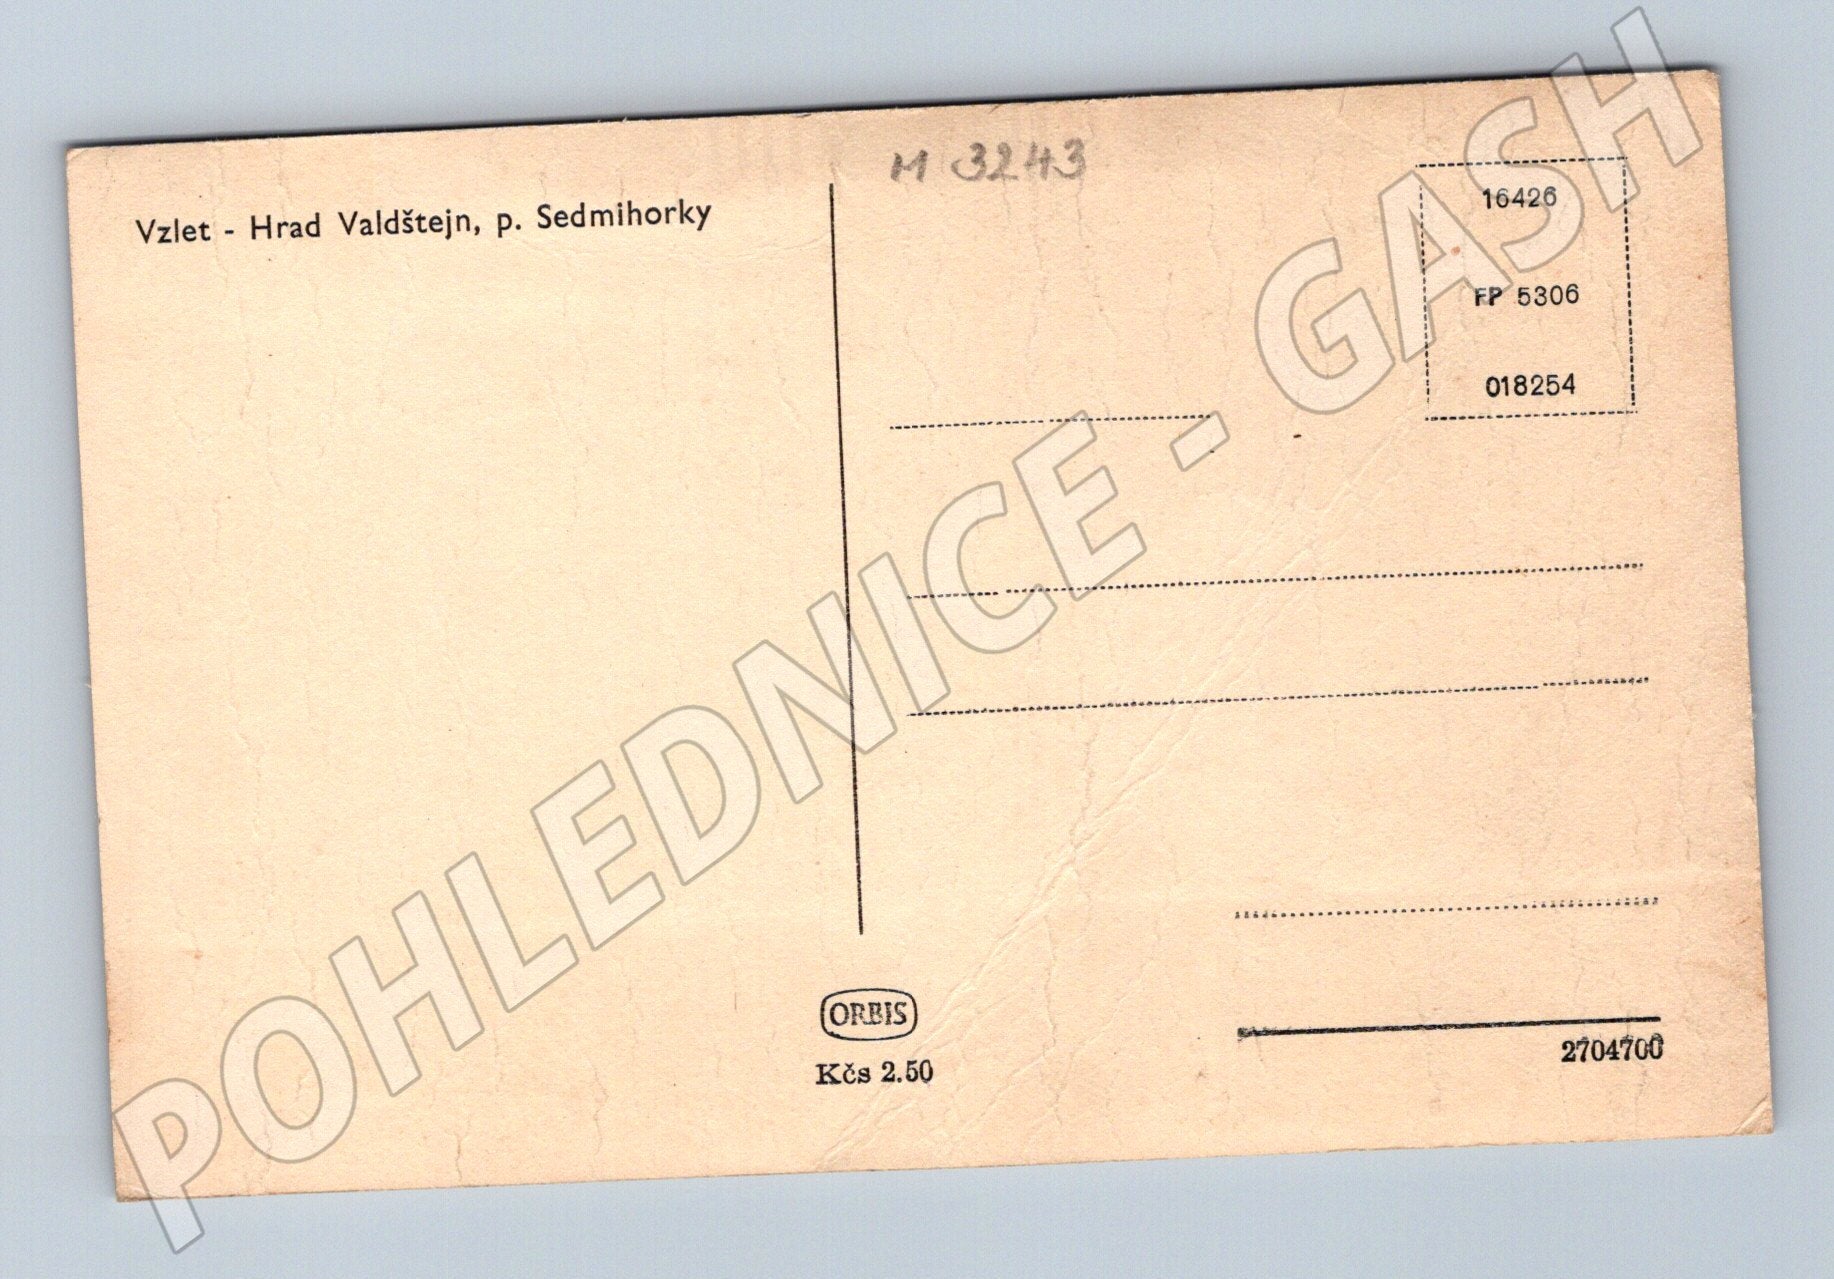 Vzlet - Hrad Valdštejn, p. Sedmihorky
M 3243
16426
FP 5306
018254
ORBIS
Kčs 2.50
2704700
POHLEDNICE - GASH